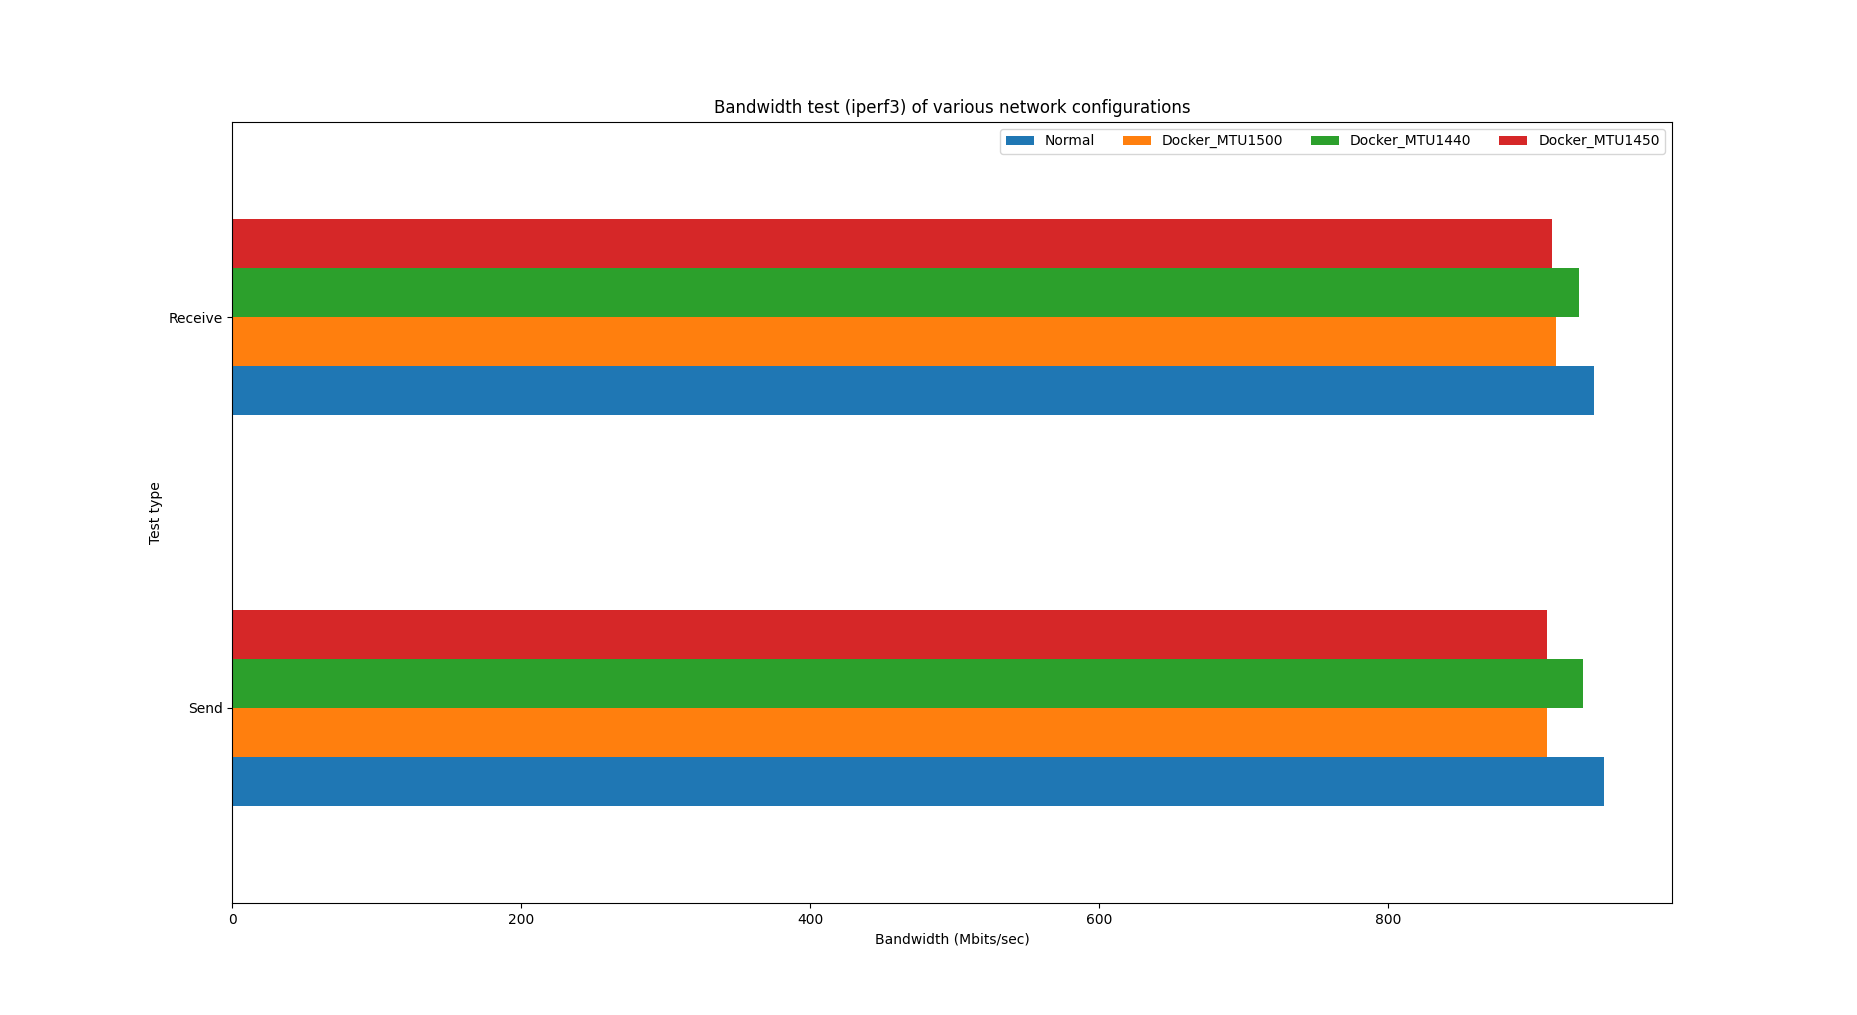 Bandwidth test (iperf3) of various network configurations
Normal Docker_MTU1500 Docker_MTU1440 Docker_MTU1450
Receive
Test type
Send
0 200 400 600 800
Bandwidth (Mbits/sec)